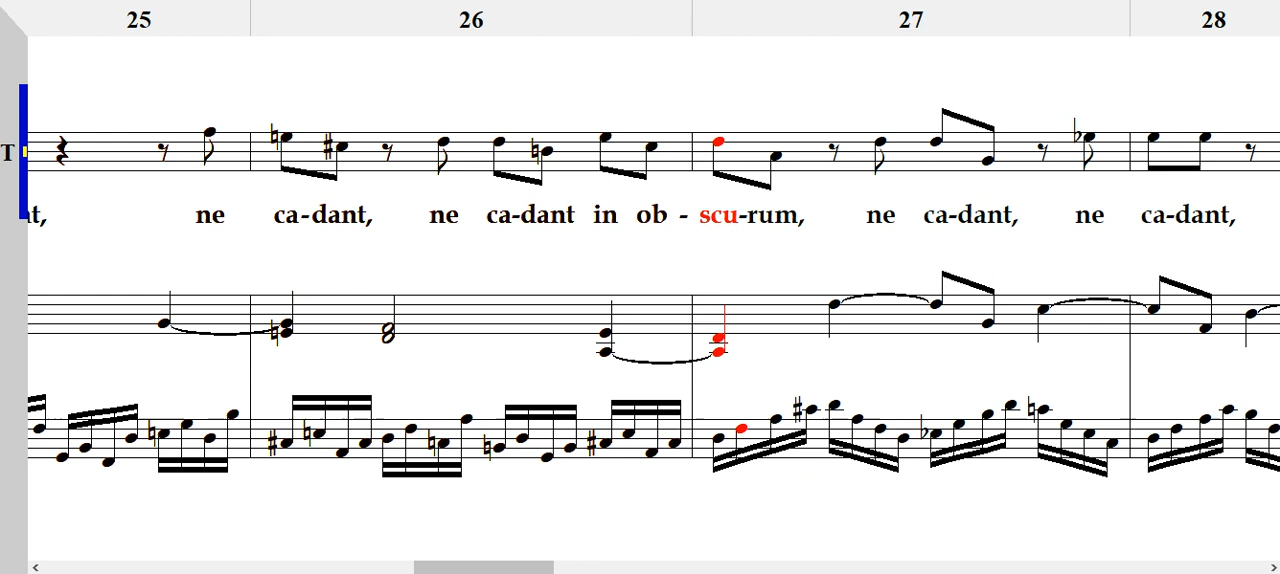 25 26 27 28
T
nt, ne ca-dant, ne ca-dant in ob - scu-rum, ne ca-dant, ne ca-dant,